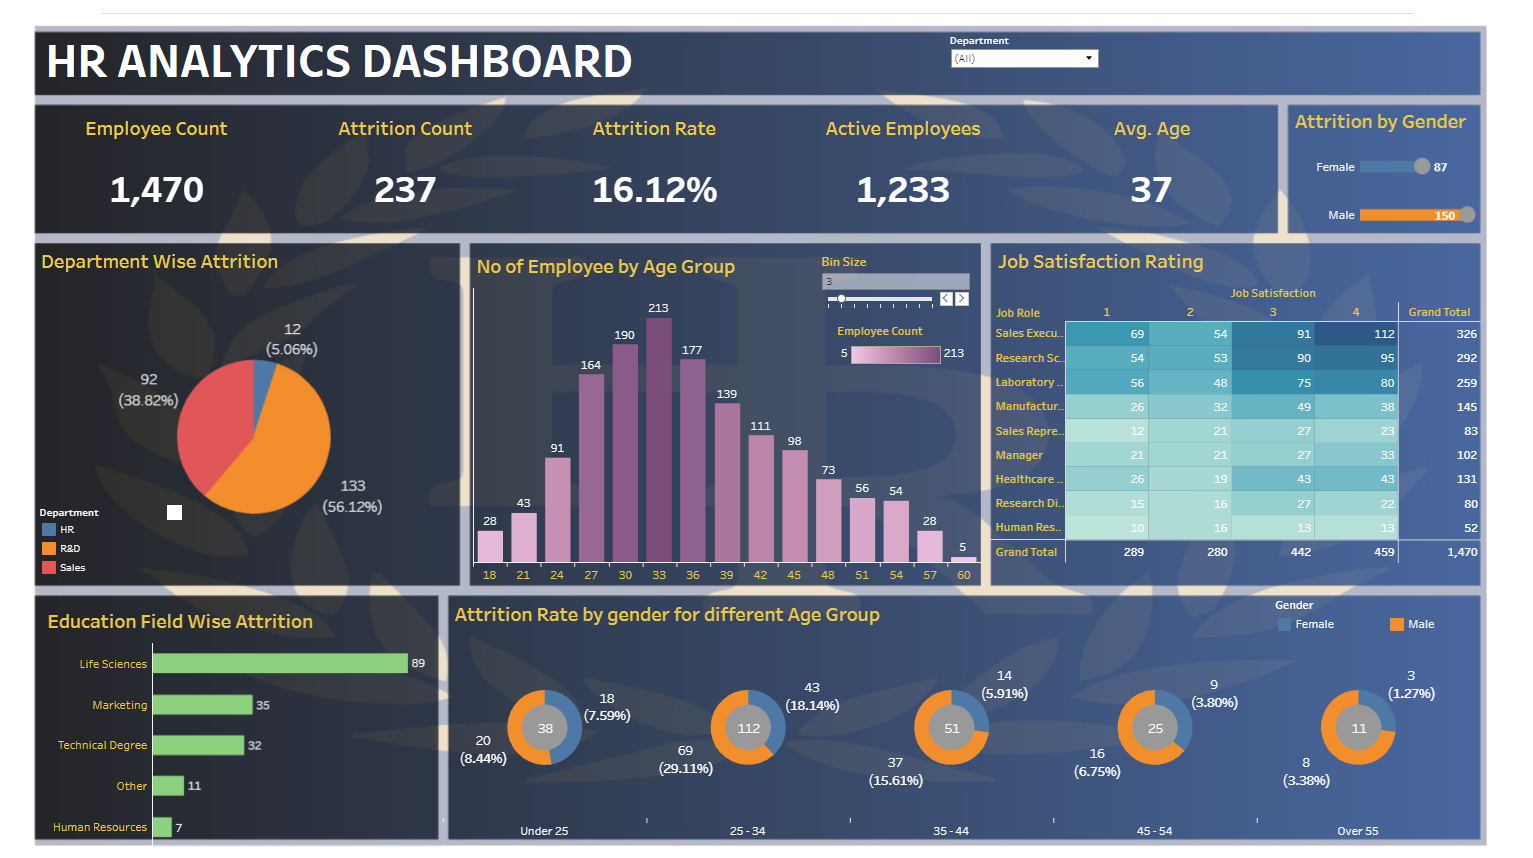 HR ANALYTICS DASHBOARD
Department
(All)
Employee Count
Attrition Count
Attrition Rate
Active Employees
Avg. Age
1,470
237
16.12%
1,233
37
Attrition by Gender
Female 87
Male 150
Department Wise Attrition
12
(5.06%)
92
(38.82%)
133
(56.12%)
Department
HR
R&D
Sales
No of Employee by Age Group
Bin Size
3
Employee Count
5 213
28 43 91 164 190 213 177 139 111 98 73 56 54 28 5
18 21 24 27 30 33 36 39 42 45 48 51 54 57 60
Job Satisfaction Rating
Job Satisfaction
Job Role 1 2 3 4 Grand Total
Sales Execu.. 69 54 91 112 326
Research Sc.. 54 53 90 95 292
Laboratory .. 56 48 75 80 259
Manufactur.. 26 32 49 38 145
Sales Repre.. 12 21 27 23 83
Manager 21 21 27 33 102
Healthcare .. 26 19 43 43 131
Research Di.. 15 16 27 22 80
Human Res.. 10 16 13 13 52
Grand Total 289 280 442 459 1,470
Education Field Wise Attrition
Life Sciences 89
Marketing 35
Technical Degree 32
Other 11
Human Resources 7
Attrition Rate by gender for different Age Group
Gender
Female Male
18
(7.59%)
38
20
(8.44%)
Under 25
43
(18.14%)
112
69
(29.11%)
25 - 34
14
(5.91%)
51
37
(15.61%)
35 - 44
9
(3.80%)
25
16
(6.75%)
45 - 54
3
(1.27%)
11
8
(3.38%)
Over 55
HR